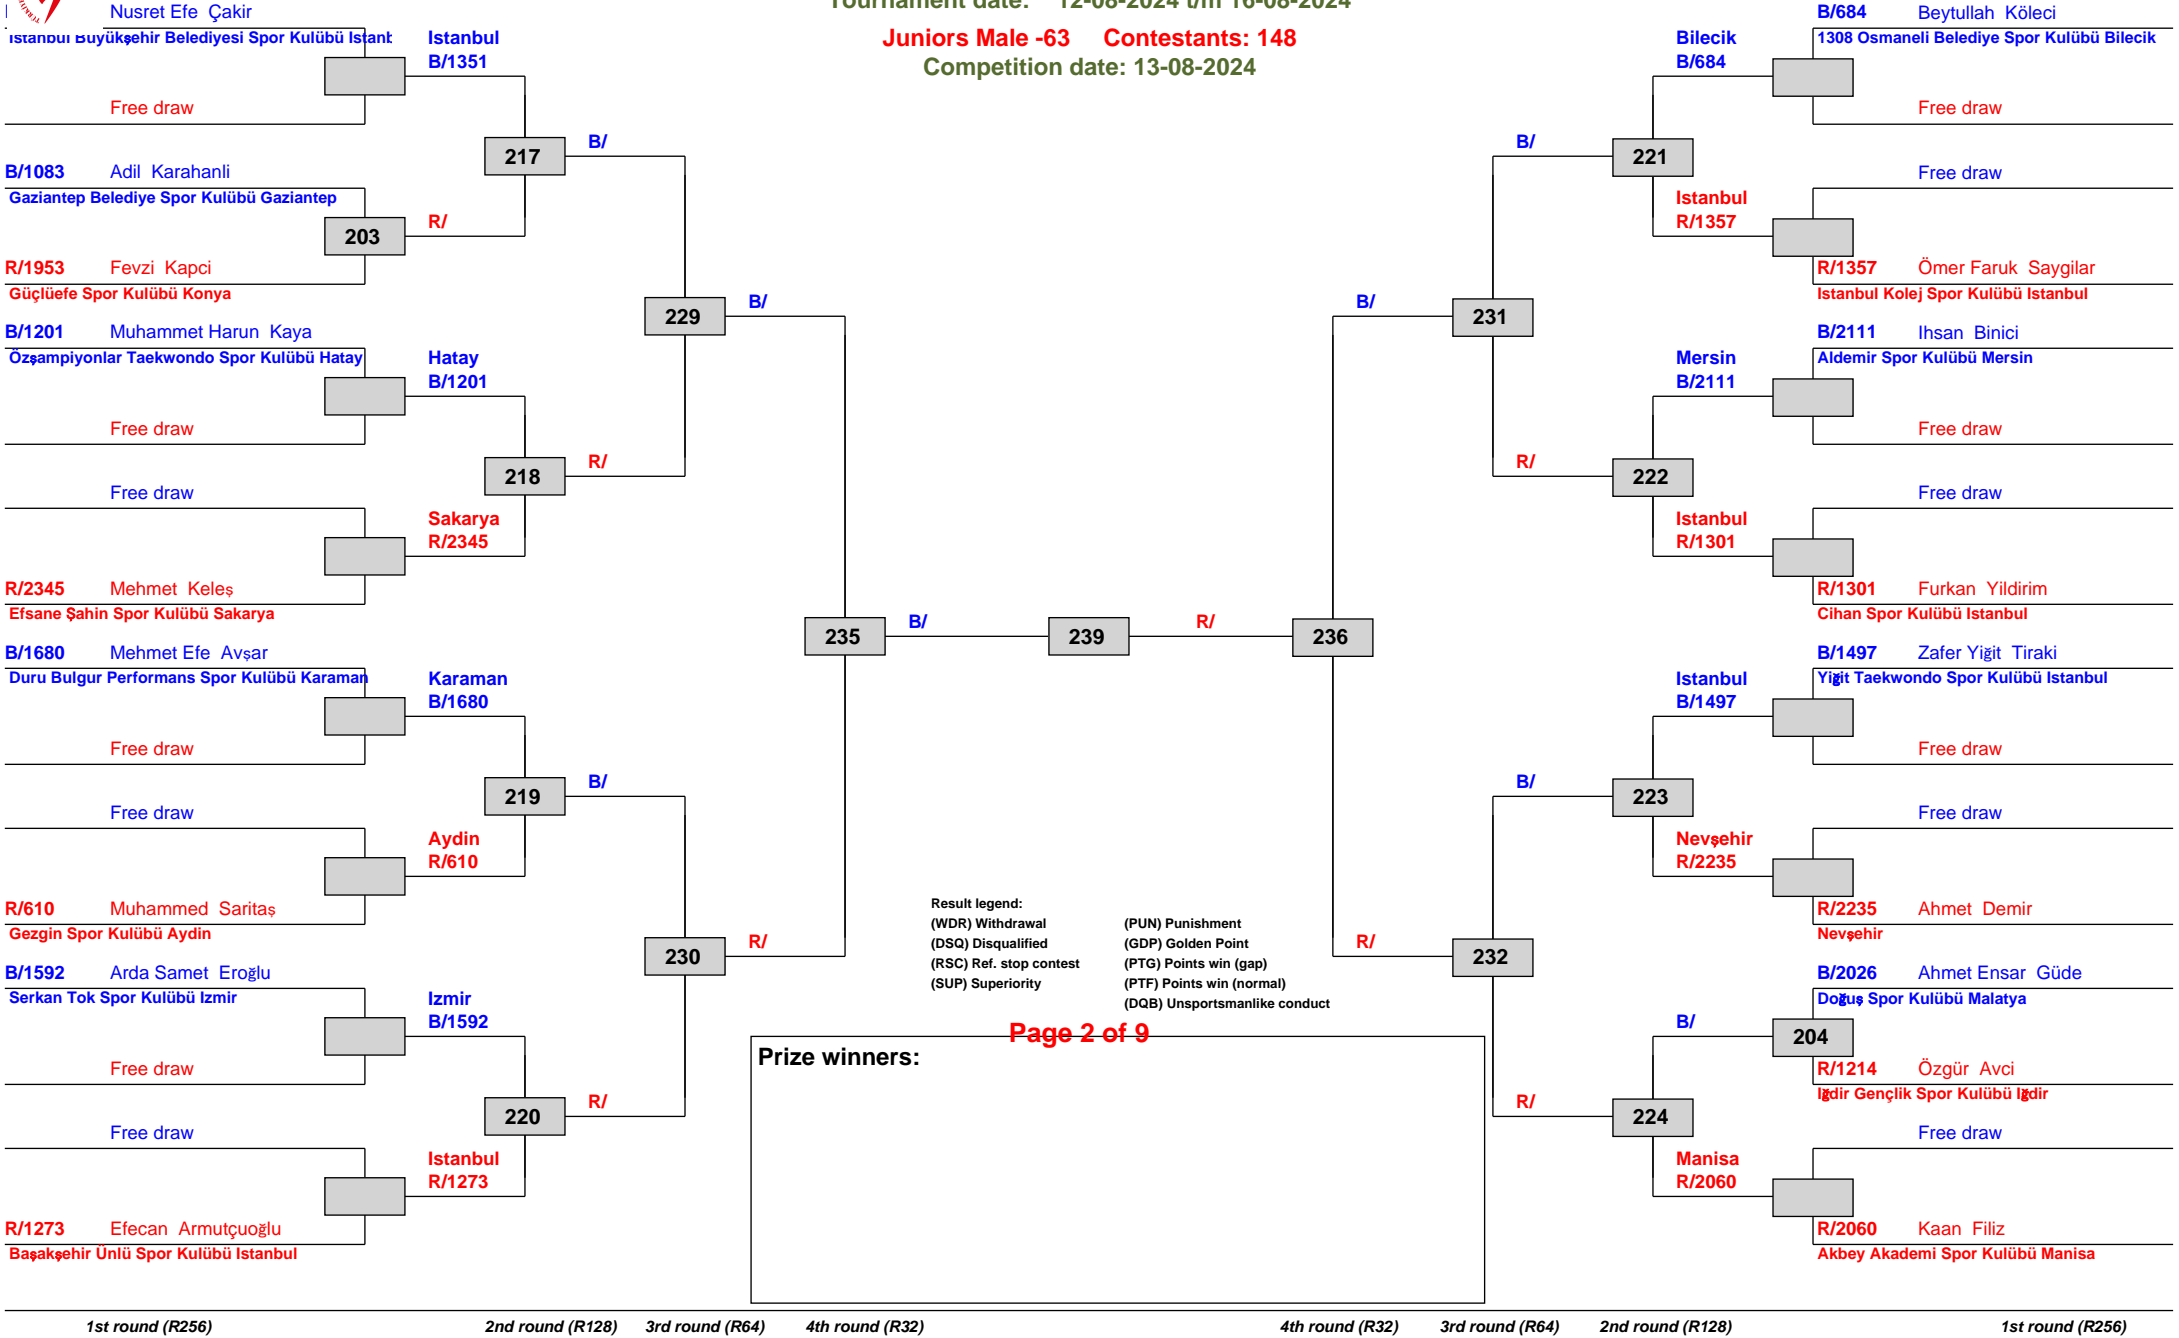 Tournament date: 12-08-2024 t/m 16-08-2024
Juniors Male -63 Contestants: 148
Competition date: 13-08-2024
Nusret Efe Çakir
Istanbul Büyükşehir Belediyesi Spor Kulübü Istanb
Free draw
Istanbul
B/1351
B/1083 Adil Karahanli
Gaziantep Belediye Spor Kulübü Gaziantep
203
R/
R/1953 Fevzi Kapci
Güçlüefe Spor Kulübü Konya
217
B/
B/1201 Muhammet Harun Kaya
Özşampiyonlar Taekwondo Spor Kulübü Hatay
Free draw
Hatay
B/1201
Free draw
218
R/
Sakarya
R/2345
R/2345 Mehmet Keleş
Efsane Şahin Spor Kulübü Sakarya
229
B/
B/1680 Mehmet Efe Avşar
Duru Bulgur Performans Spor Kulübü Karaman
Free draw
Karaman
B/1680
219
B/
Free draw
Aydin
R/610
R/610 Muhammed Saritaş
Gezgin Spor Kulübü Aydin
230
R/
B/1592 Arda Samet Eroğlu
Serkan Tok Spor Kulübü Izmir
Free draw
Izmir
B/1592
220
R/
Free draw
Istanbul
R/1273
R/1273 Efecan Armutçuoğlu
Başakşehir Ünlü Spor Kulübü Istanbul
235
B/
239
R/
236
B/684 Beytullah Köleci
1308 Osmaneli Belediye Spor Kulübü Bilecik
Free draw
Bilecik
B/684
B/
221
Free draw
Istanbul
R/1357
R/1357 Ömer Faruk Saygilar
Istanbul Kolej Spor Kulübü Istanbul
B/
231
B/2111 Ihsan Binici
Aldemir Spor Kulübü Mersin
Free draw
Mersin
B/2111
R/
222
Free draw
Istanbul
R/1301
R/1301 Furkan Yildirim
Cihan Spor Kulübü Istanbul
B/1497 Zafer Yiğit Tiraki
Yiğit Taekwondo Spor Kulübü Istanbul
Free draw
Istanbul
B/1497
B/
223
Free draw
Nevşehir
R/2235
R/2235 Ahmet Demir
Nevşehir
R/
232
B/2026 Ahmet Ensar Güde
Doğuş Spor Kulübü Malatya
B/
204
R/1214 Özgür Avci
Iğdir Gençlik Spor Kulübü Iğdir
R/
224
Free draw
Manisa
R/2060
R/2060 Kaan Filiz
Akbey Akademi Spor Kulübü Manisa
Result legend:
(WDR) Withdrawal (PUN) Punishment
(DSQ) Disqualified (GDP) Golden Point
(RSC) Ref. stop contest (PTG) Points win (gap)
(SUP) Superiority (PTF) Points win (normal)
(DQB) Unsportsmanlike conduct
Page 2 of 9
Prize winners:
1st round (R256) 2nd round (R128) 3rd round (R64) 4th round (R32) 4th round (R32) 3rd round (R64) 2nd round (R128) 1st round (R256)